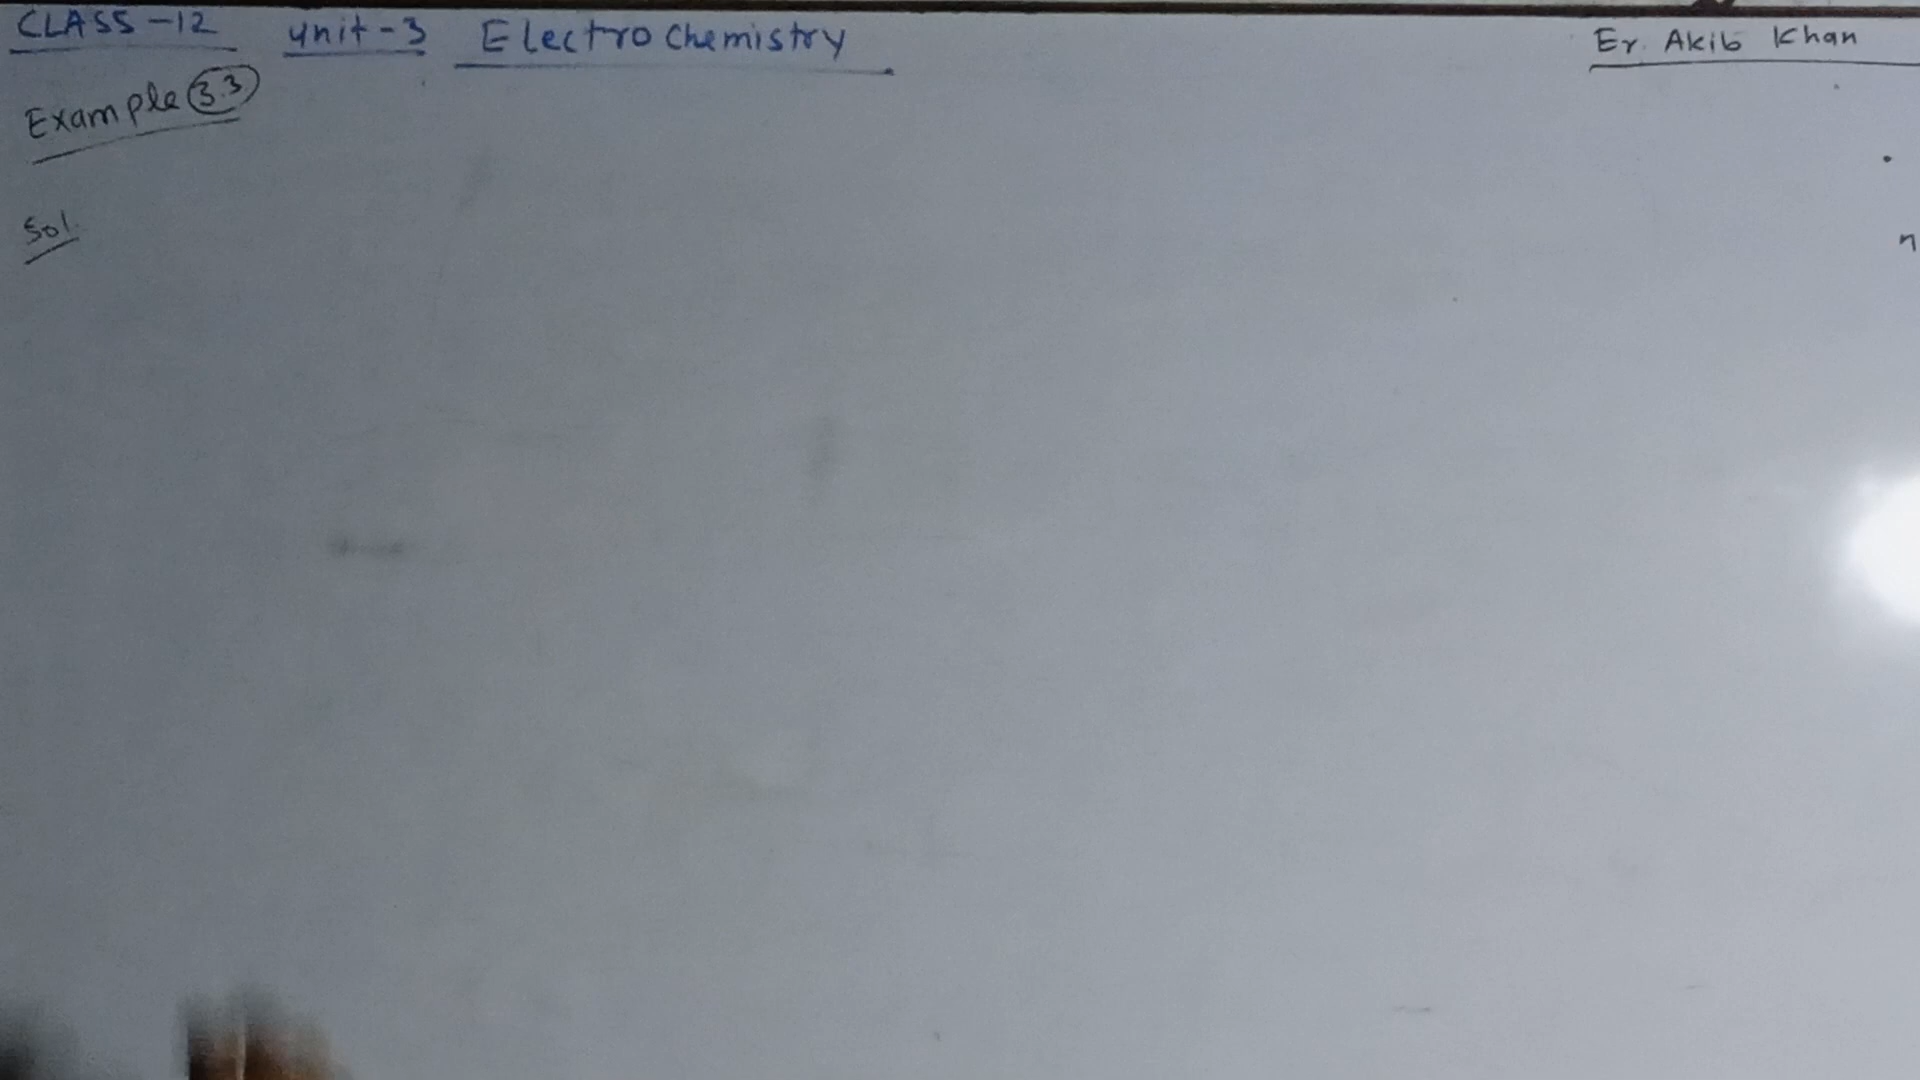 CLASS-12 unit-3 Electro Chemistry Er. Akib Khan
Example 3.3
Sol.
n